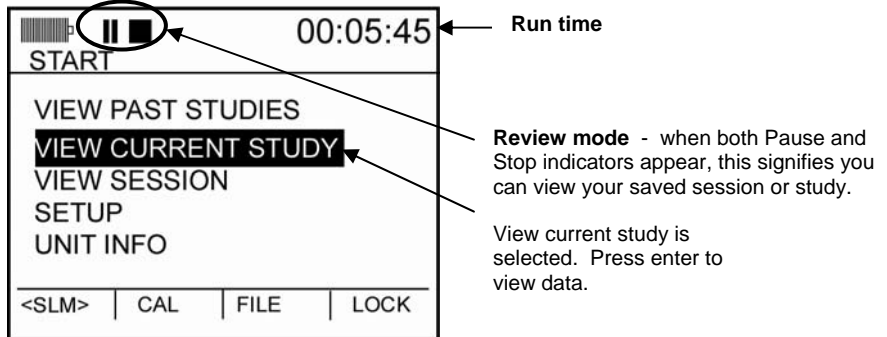 00:05:45
START
VIEW PAST STUDIES
VIEW CURRENT STUDY
VIEW SESSION
SETUP
UNIT INFO
<SLM> CAL FILE LOCK
Run time
Review mode - when both Pause and
Stop indicators appear, this signifies you
can view your saved session or study.
View current study is
selected. Press enter to
view data.